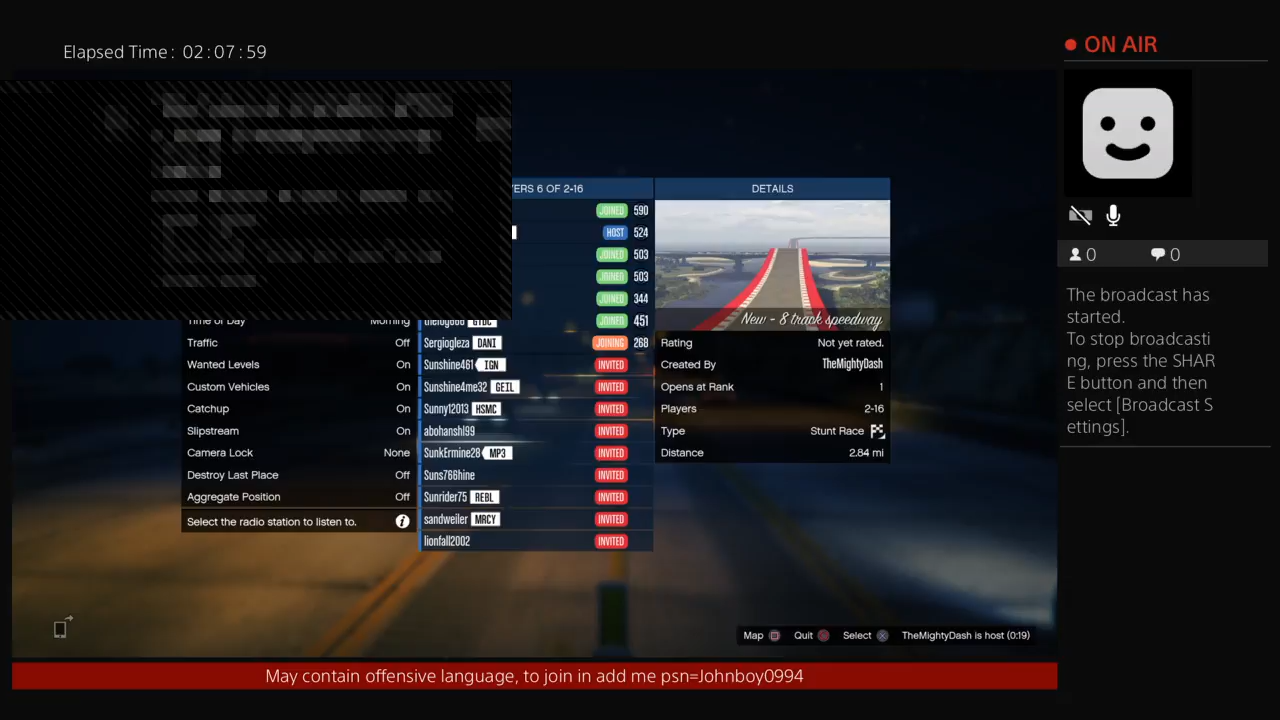 Elapsed Time: 02:07:59
ON AIR
0 0
The broadcast has
started.
To stop broadcasti
ng, press the SHAR
E button and then
select [Broadcast S
ettings].
YERS 6 OF 2-16
DETAILS
JOINED 590
HOST 524
JOINED 503
JOINED 503
JOINED 344
JOINED 451
Sergiogleza DANI JOINING 268
Sunshine461 IGN INVITED
Sunshine4me32 GEIL INVITED
Sunny12013 HSMC INVITED
abohanshl99 INVITED
SunkErmine28 MP3 INVITED
Suns766hine INVITED
Sunrider75 REBL INVITED
sandweiler MRCY INVITED
lionfall2002 INVITED
Time of Day Morning
Traffic Off
Wanted Levels On
Custom Vehicles On
Catchup On
Slipstream On
Camera Lock None
Destroy Last Place Off
Aggregate Position Off
Select the radio station to listen to.
New - 8 track speedway
Rating Not yet rated.
Created By TheMightyDash
Opens at Rank 1
Players 2-16
Type Stunt Race
Distance 2.84 mi
Map Quit Select TheMightyDash is host (0:19)
May contain offensive language, to join in add me psn=Johnboy0994